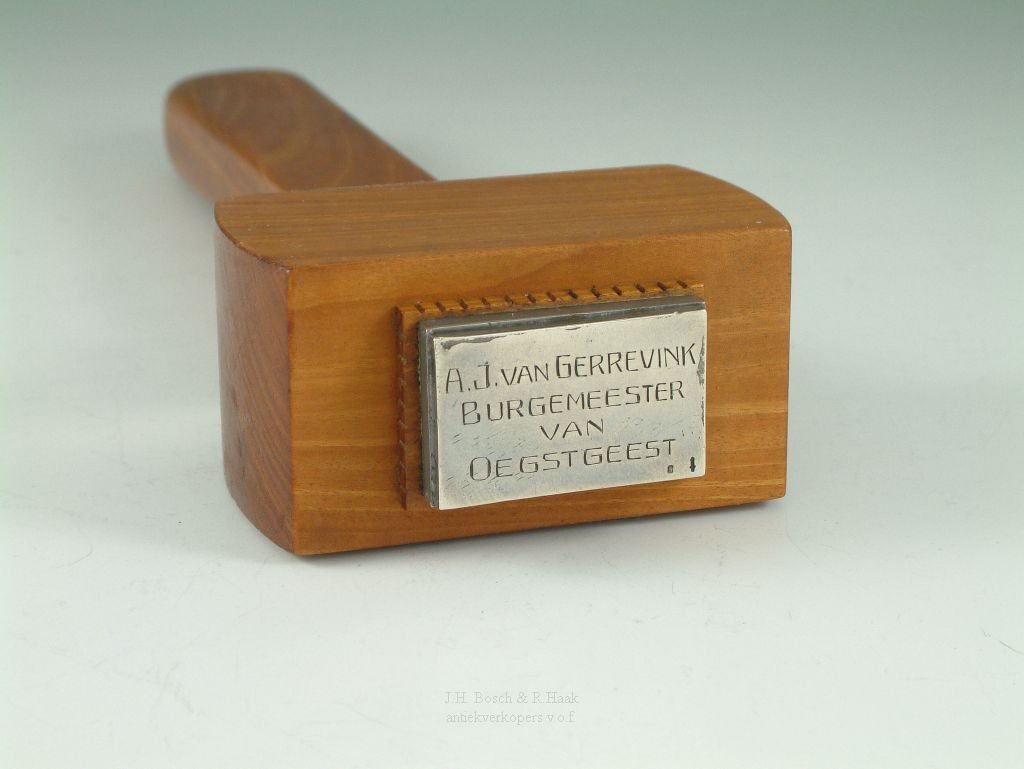 A.J. VAN GERREVINK
BURGEMEESTER
VAN
OEGSTGEEST
J.H. Bosch & R.Haak
antiekverkopers v.o.f.